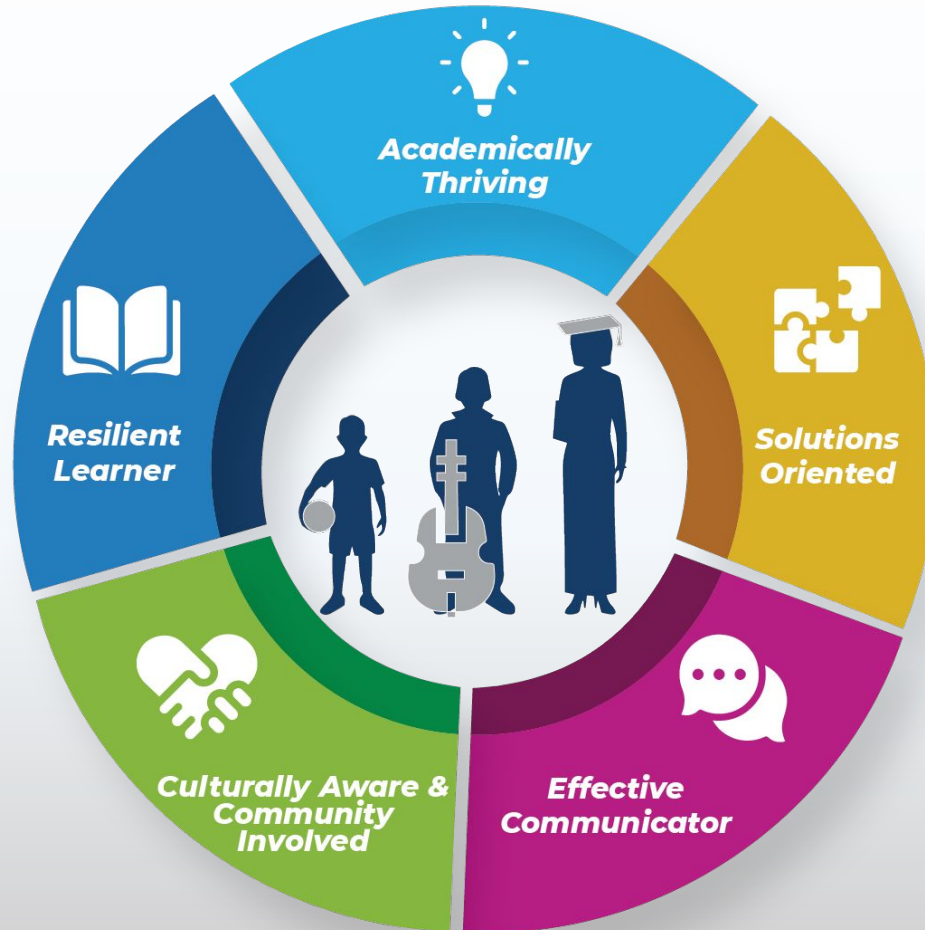 Academically
Thriving
Solutions
Oriented
Effective
Communicator
Culturally Aware &
Community
Involved
Resilient
Learner